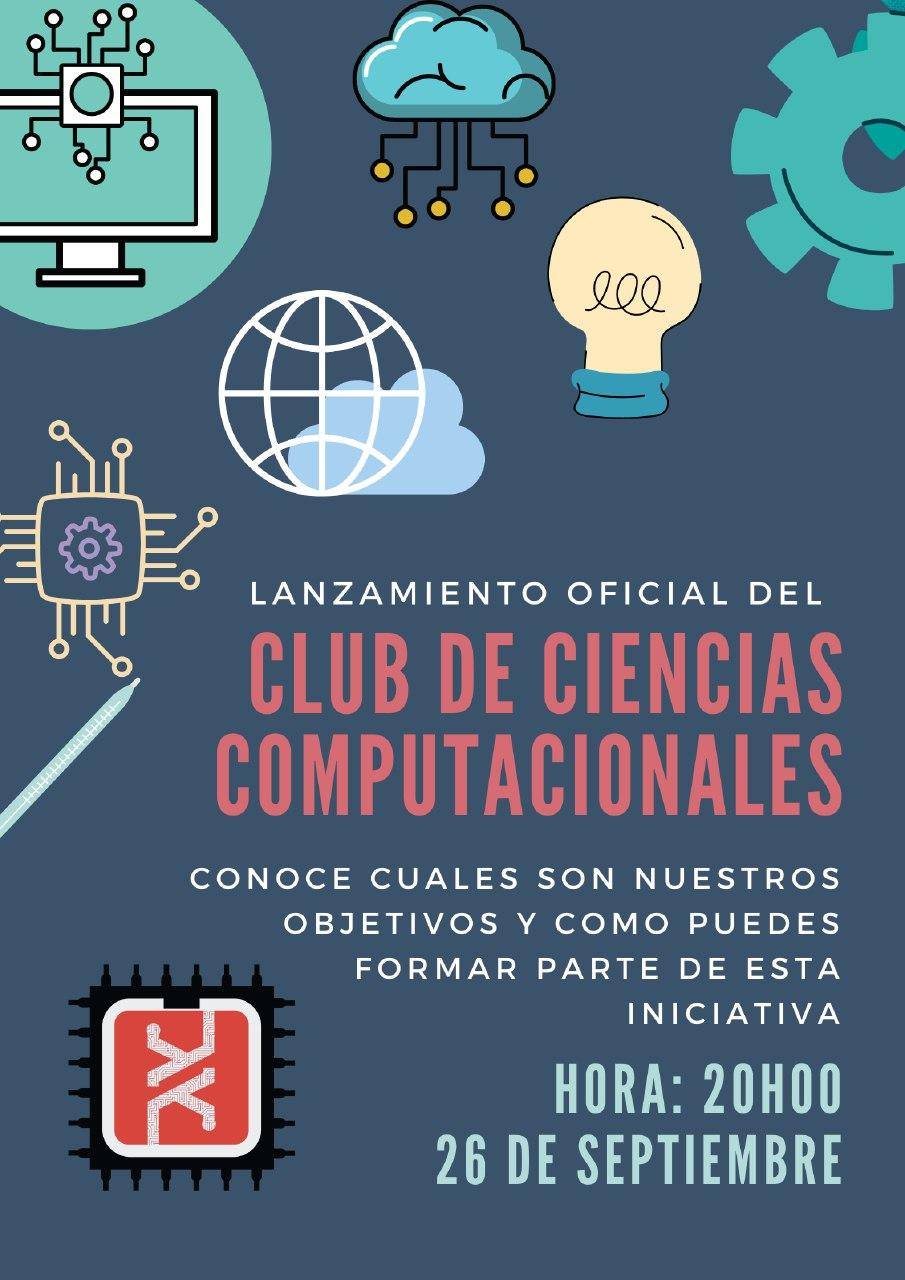 LANZAMIENTO OFICIAL DEL
CLUB DE CIENCIAS
COMPUTACIONALES
CONOCE CUALES SON NUESTROS
OBJETIVOS Y COMO PUEDES
FORMAR PARTE DE ESTA
INICIATIVA
HORA: 20H00
26 DE SEPTIEMBRE